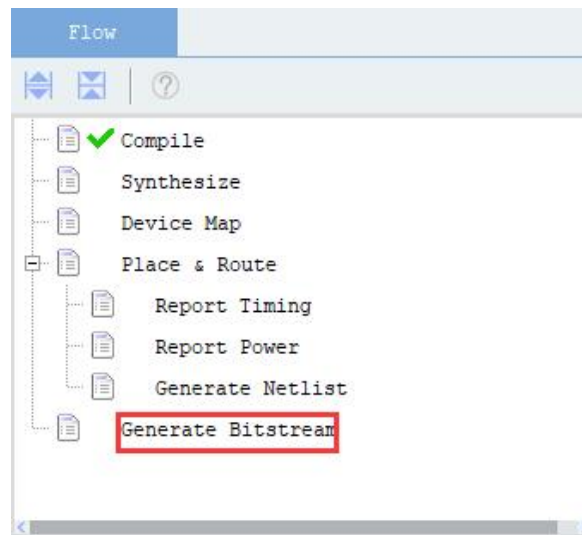 Flow
Compile
Synthesize
Device Map
Place & Route
Report Timing
Report Power
Generate Netlist
Generate Bitstream